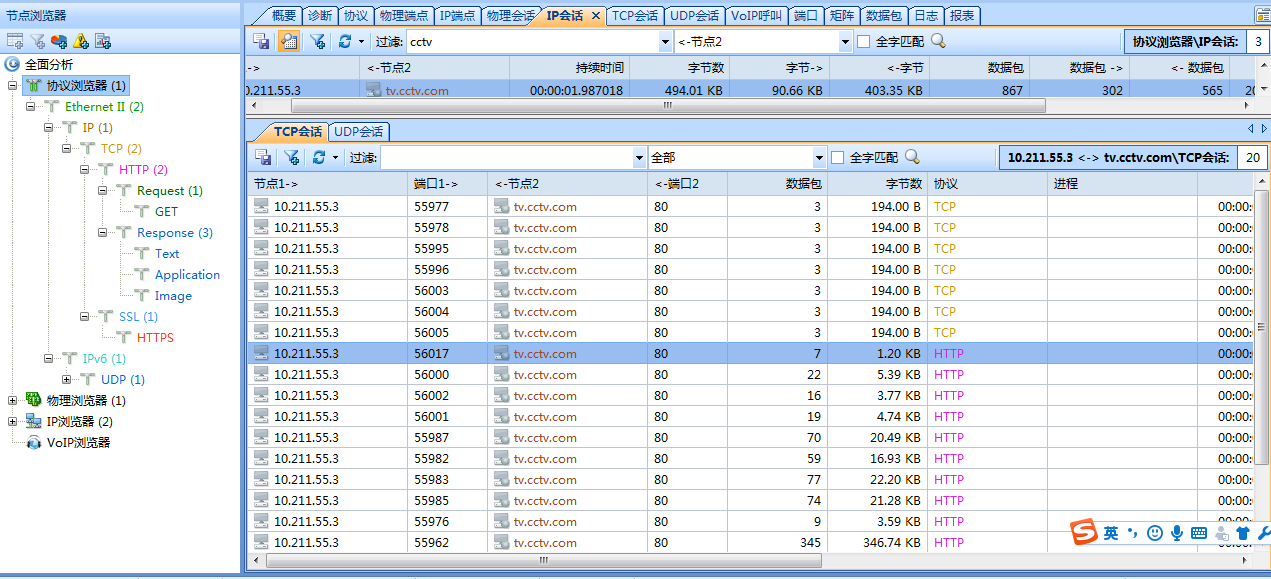 节点浏览器
全面分析
协议浏览器 (1)
Ethernet II (2)
IP (1)
TCP (2)
HTTP (2)
Request (1)
GET
Response (3)
Text
Application
Image
SSL (1)
HTTPS
IPv6 (1)
UDP (1)
物理浏览器 (1)
IP浏览器 (2)
VoIP浏览器
概要 诊断 协议 物理端点 IP端点 物理会话 IP会话 TCP会话 UDP会话 VoIP呼叫 端口 矩阵 数据包 日志 报表
过滤: cctv <-节点2 全字匹配 协议浏览器\IP会话: 3
-> <-节点2 持续时间 字节数 字节-> <-字节 数据包 数据包 -> <- 数据包
0.211.55.3 tv.cctv.com 00:00:01.987018 494.01 KB 90.66 KB 403.35 KB 867 302 565 20
TCP会话 UDP会话
过滤: 全部 全字匹配 10.211.55.3 <-> tv.cctv.com\TCP会话: 20
节点1-> 端口1-> <-节点2 <-端口2 数据包 字节数 协议 进程
10.211.55.3 55977 tv.cctv.com 80 3 194.00 B TCP 00:00:
10.211.55.3 55978 tv.cctv.com 80 3 194.00 B TCP 00:00:
10.211.55.3 55995 tv.cctv.com 80 3 194.00 B TCP 00:00:
10.211.55.3 55996 tv.cctv.com 80 3 194.00 B TCP 00:00:
10.211.55.3 56003 tv.cctv.com 80 3 194.00 B TCP 00:00:
10.211.55.3 56004 tv.cctv.com 80 3 194.00 B TCP 00:00:
10.211.55.3 56005 tv.cctv.com 80 3 194.00 B TCP 00:00:
10.211.55.3 56017 tv.cctv.com 80 7 1.20 KB HTTP 00:00:
10.211.55.3 56000 tv.cctv.com 80 22 5.39 KB HTTP 00:00:
10.211.55.3 56002 tv.cctv.com 80 16 3.77 KB HTTP 00:00:
10.211.55.3 56001 tv.cctv.com 80 19 4.74 KB HTTP 00:00:
10.211.55.3 55987 tv.cctv.com 80 70 20.49 KB HTTP 00:00:
10.211.55.3 55982 tv.cctv.com 80 59 16.93 KB HTTP 00:00:
10.211.55.3 55983 tv.cctv.com 80 77 22.20 KB HTTP 00:00:
10.211.55.3 55985 tv.cctv.com 80 74 21.28 KB HTTP 00:00:
10.211.55.3 55976 tv.cctv.com 80 9 3.59 KB HTTP
10.211.55.3 55962 tv.cctv.com 80 345 346.74 KB HTTP
S 英